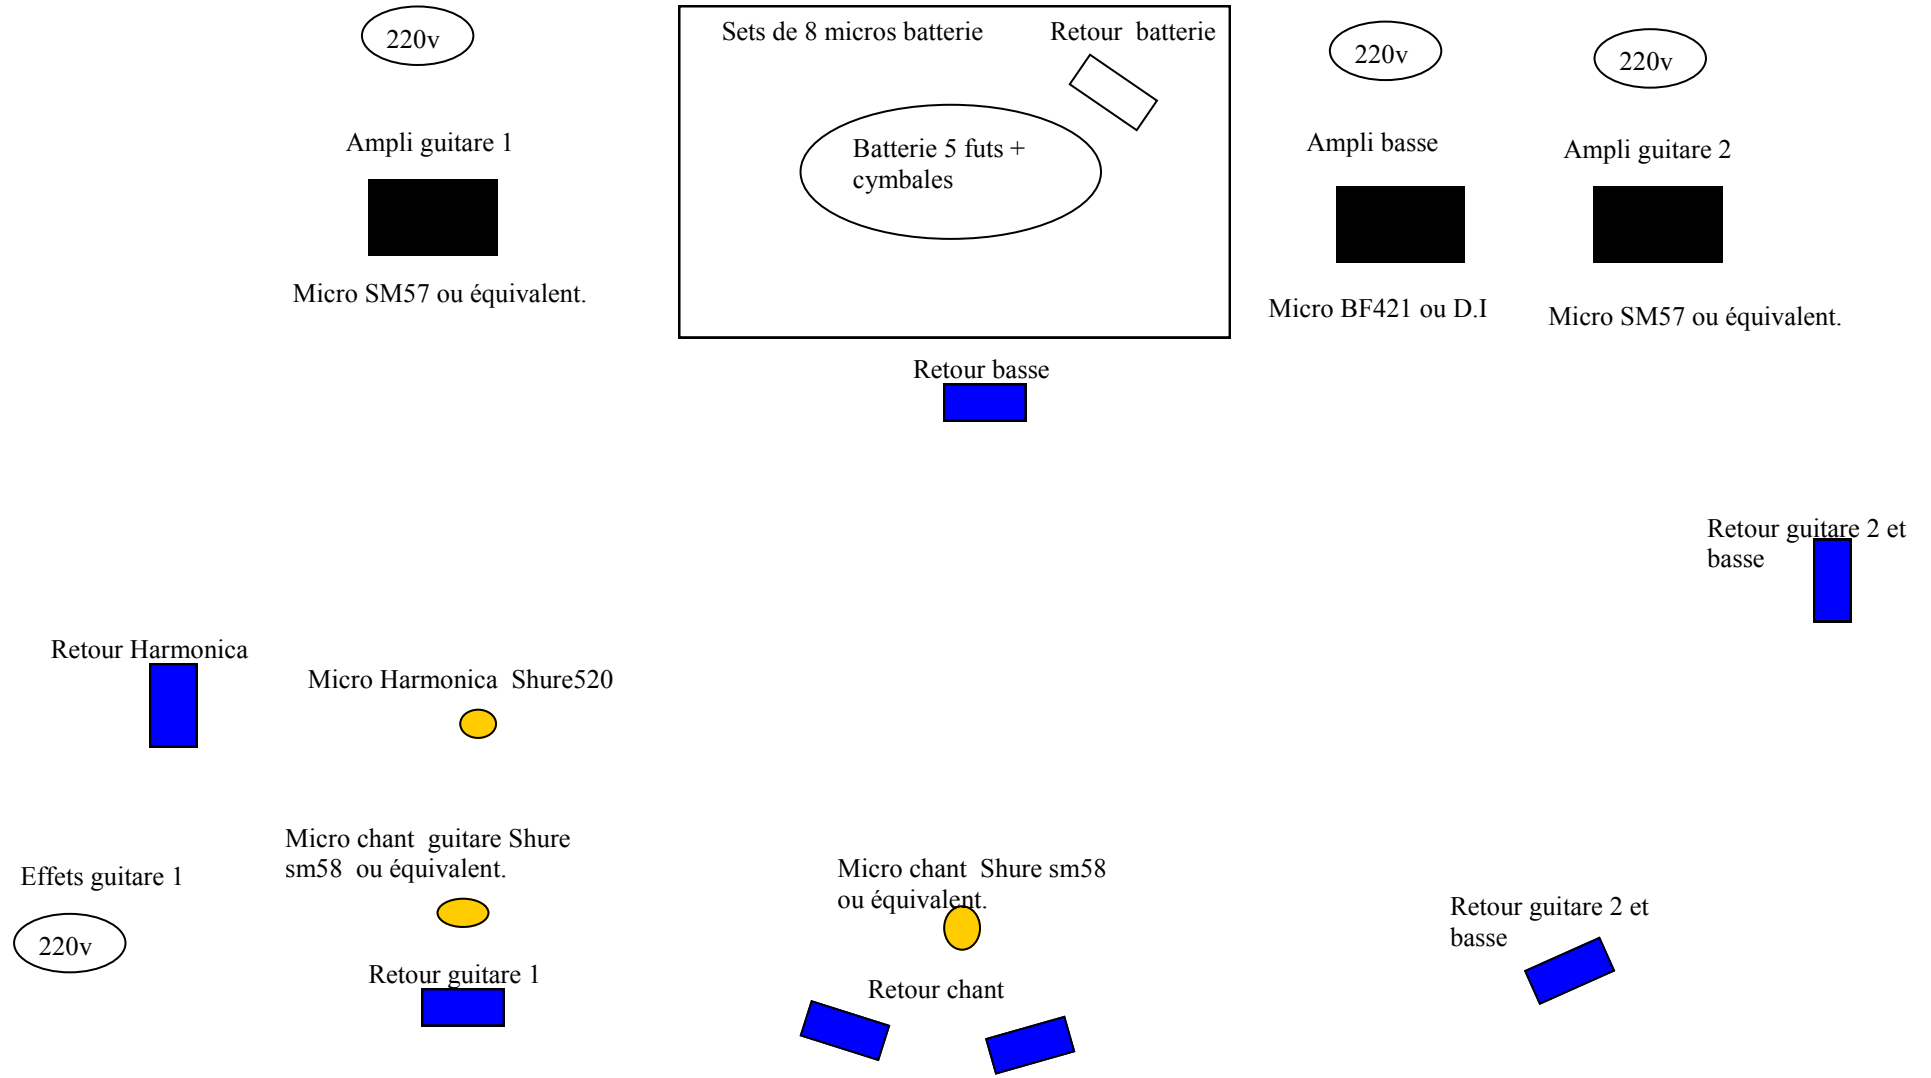 220v
Sets de 8 micros batterie
Retour  batterie
220v
220v
Ampli guitare 1
Batterie 5 futs +
cymbales
Ampli basse
Ampli guitare 2
Micro SM57 ou équivalent.
Micro BF421 ou D.I
Micro SM57 ou équivalent.
Retour basse
Retour guitare 2 et
basse
Retour Harmonica
Micro Harmonica  Shure520
Micro chant  guitare Shure
sm58  ou équivalent.
Effets guitare 1
220v
Micro chant  Shure sm58
ou équivalent.
Retour guitare 2 et
basse
Retour guitare 1
Retour chant